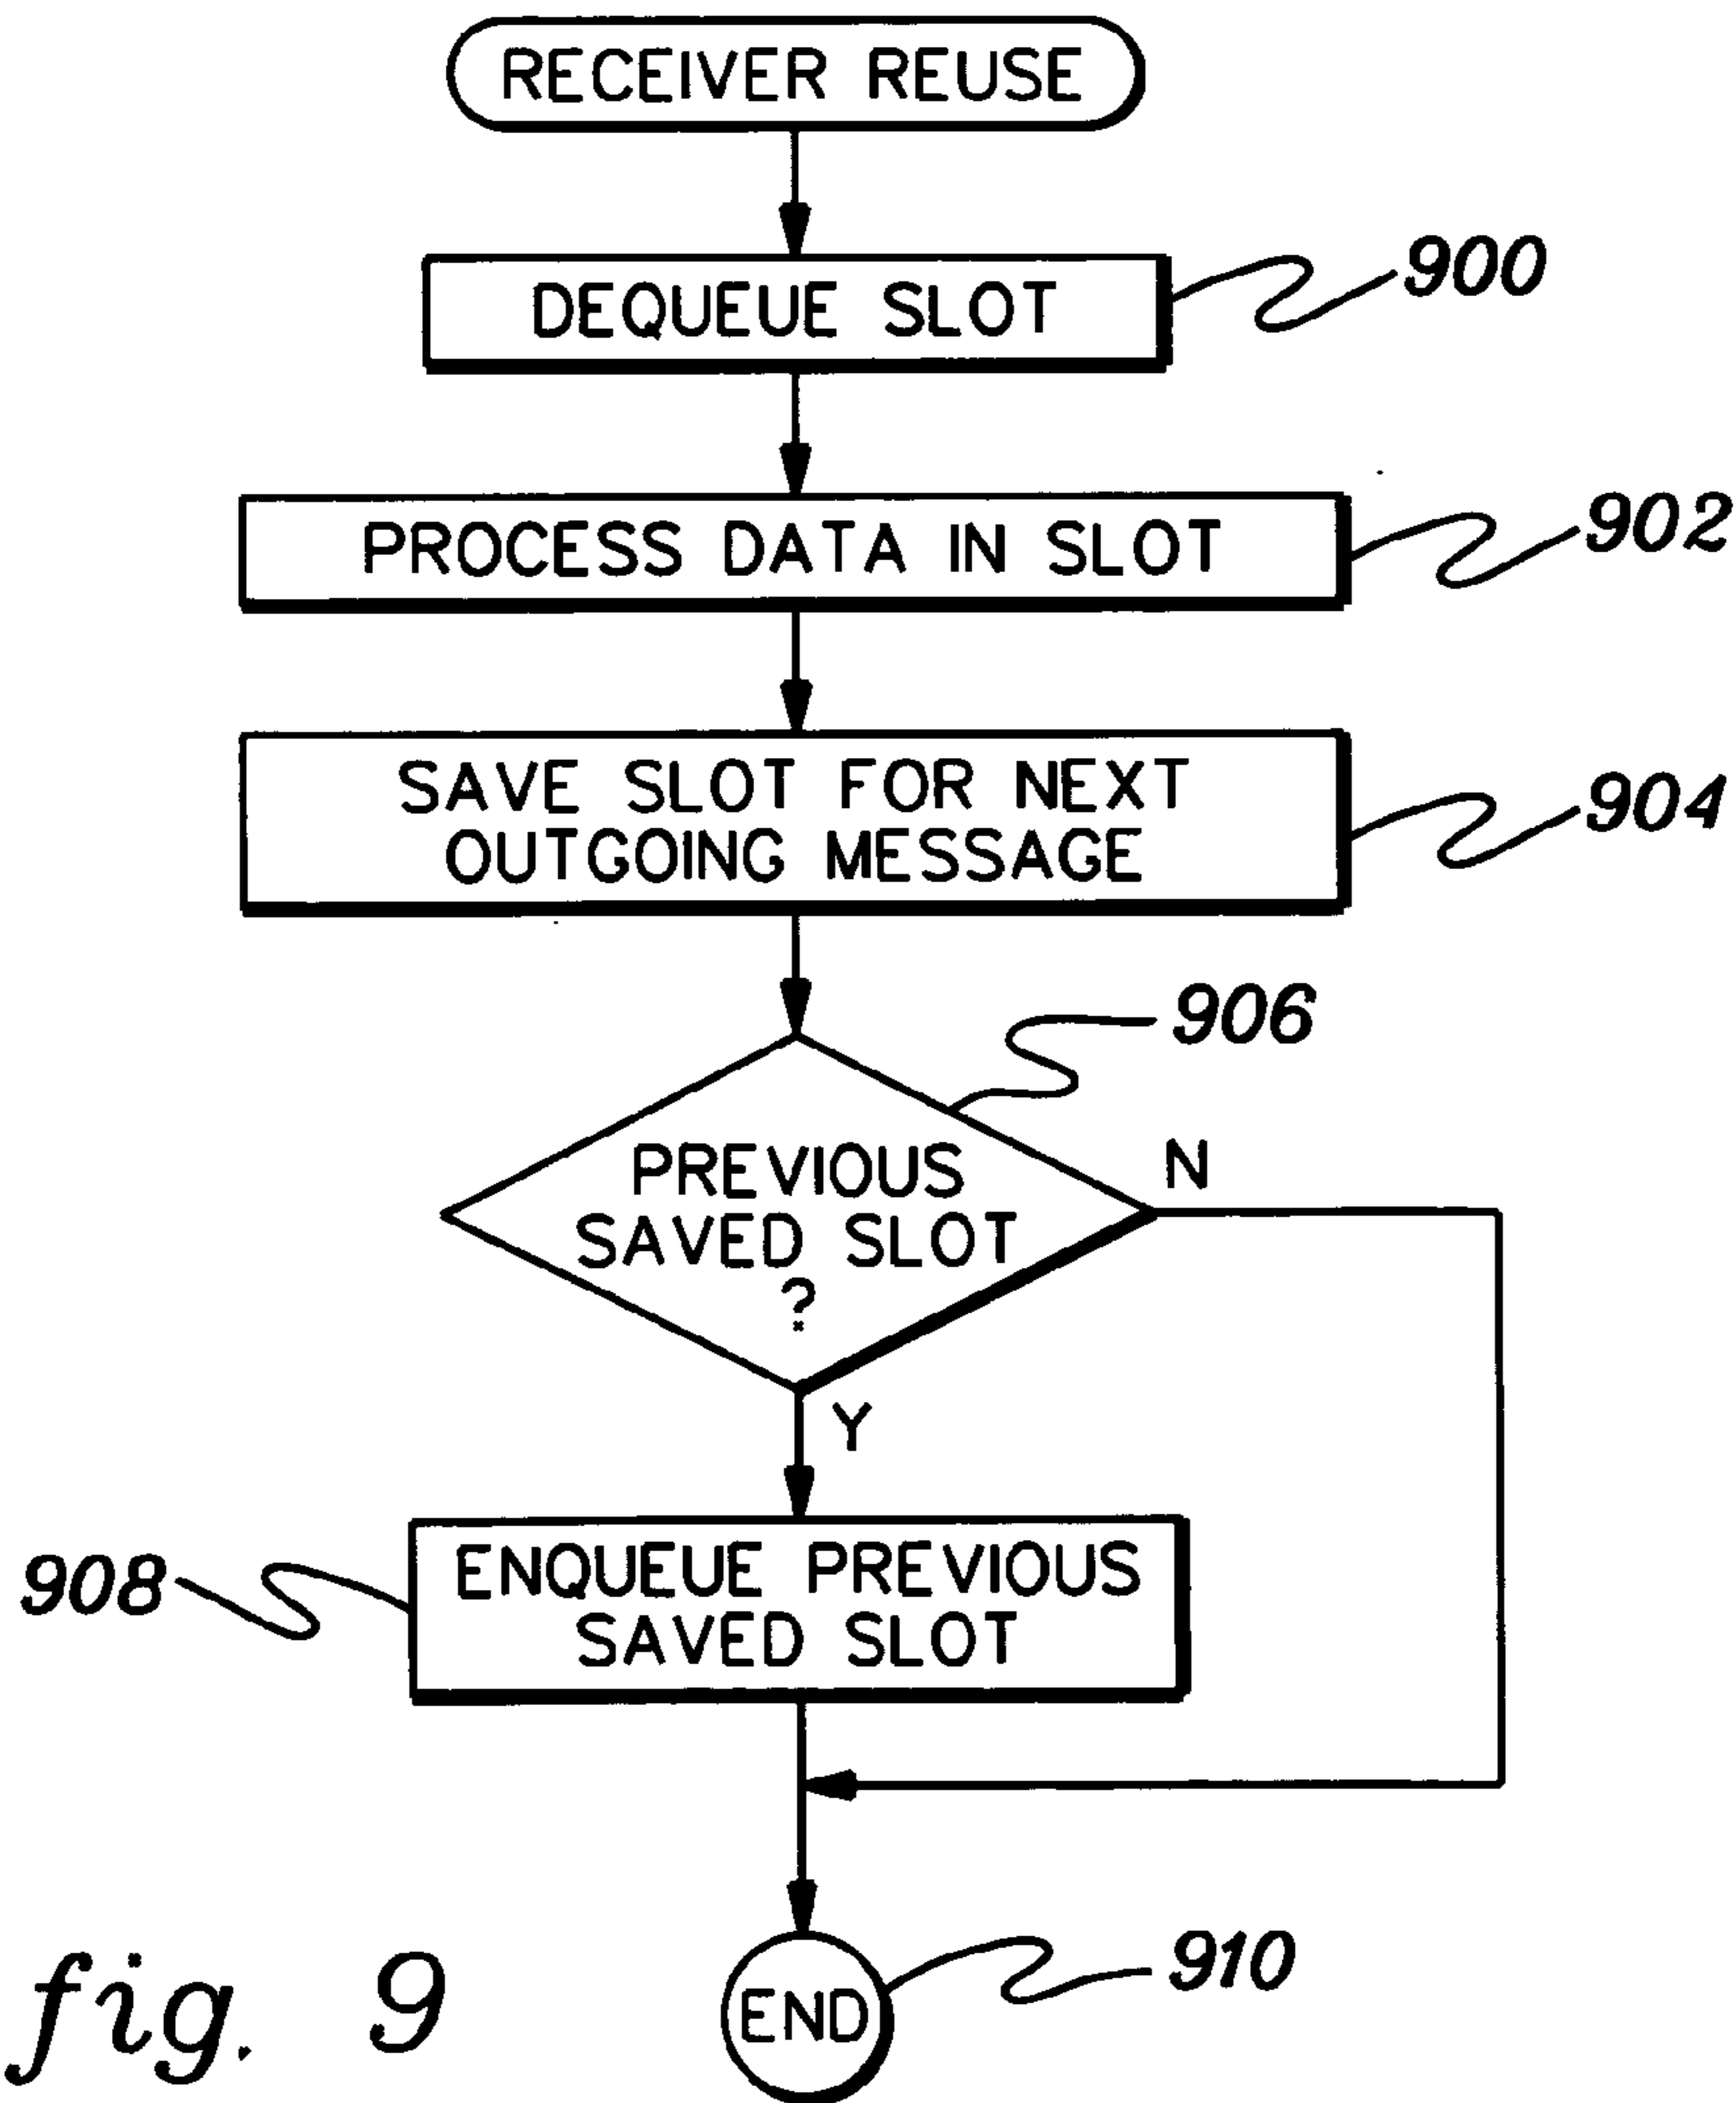 RECEIVER REUSE
DEQUEUE SLOT
900
PROCESS DATA IN SLOT
902
SAVE SLOT FOR NEXT
OUTGOING MESSAGE
904
906
PREVIOUS
SAVED SLOT
?
N
Y
ENQUEUE PREVIOUS
SAVED SLOT
908
END
910
fig. 9